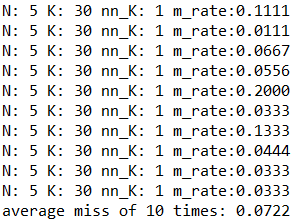 N: 5 K: 30 nn_K: 1 m_rate:0.1111
N: 5 K: 30 nn_K: 1 m_rate:0.0111
N: 5 K: 30 nn_K: 1 m_rate:0.0667
N: 5 K: 30 nn_K: 1 m_rate:0.0556
N: 5 K: 30 nn_K: 1 m_rate:0.2000
N: 5 K: 30 nn_K: 1 m_rate:0.0333
N: 5 K: 30 nn_K: 1 m_rate:0.1333
N: 5 K: 30 nn_K: 1 m_rate:0.0444
N: 5 K: 30 nn_K: 1 m_rate:0.0333
N: 5 K: 30 nn_K: 1 m_rate:0.0333
average miss of 10 times: 0.0722